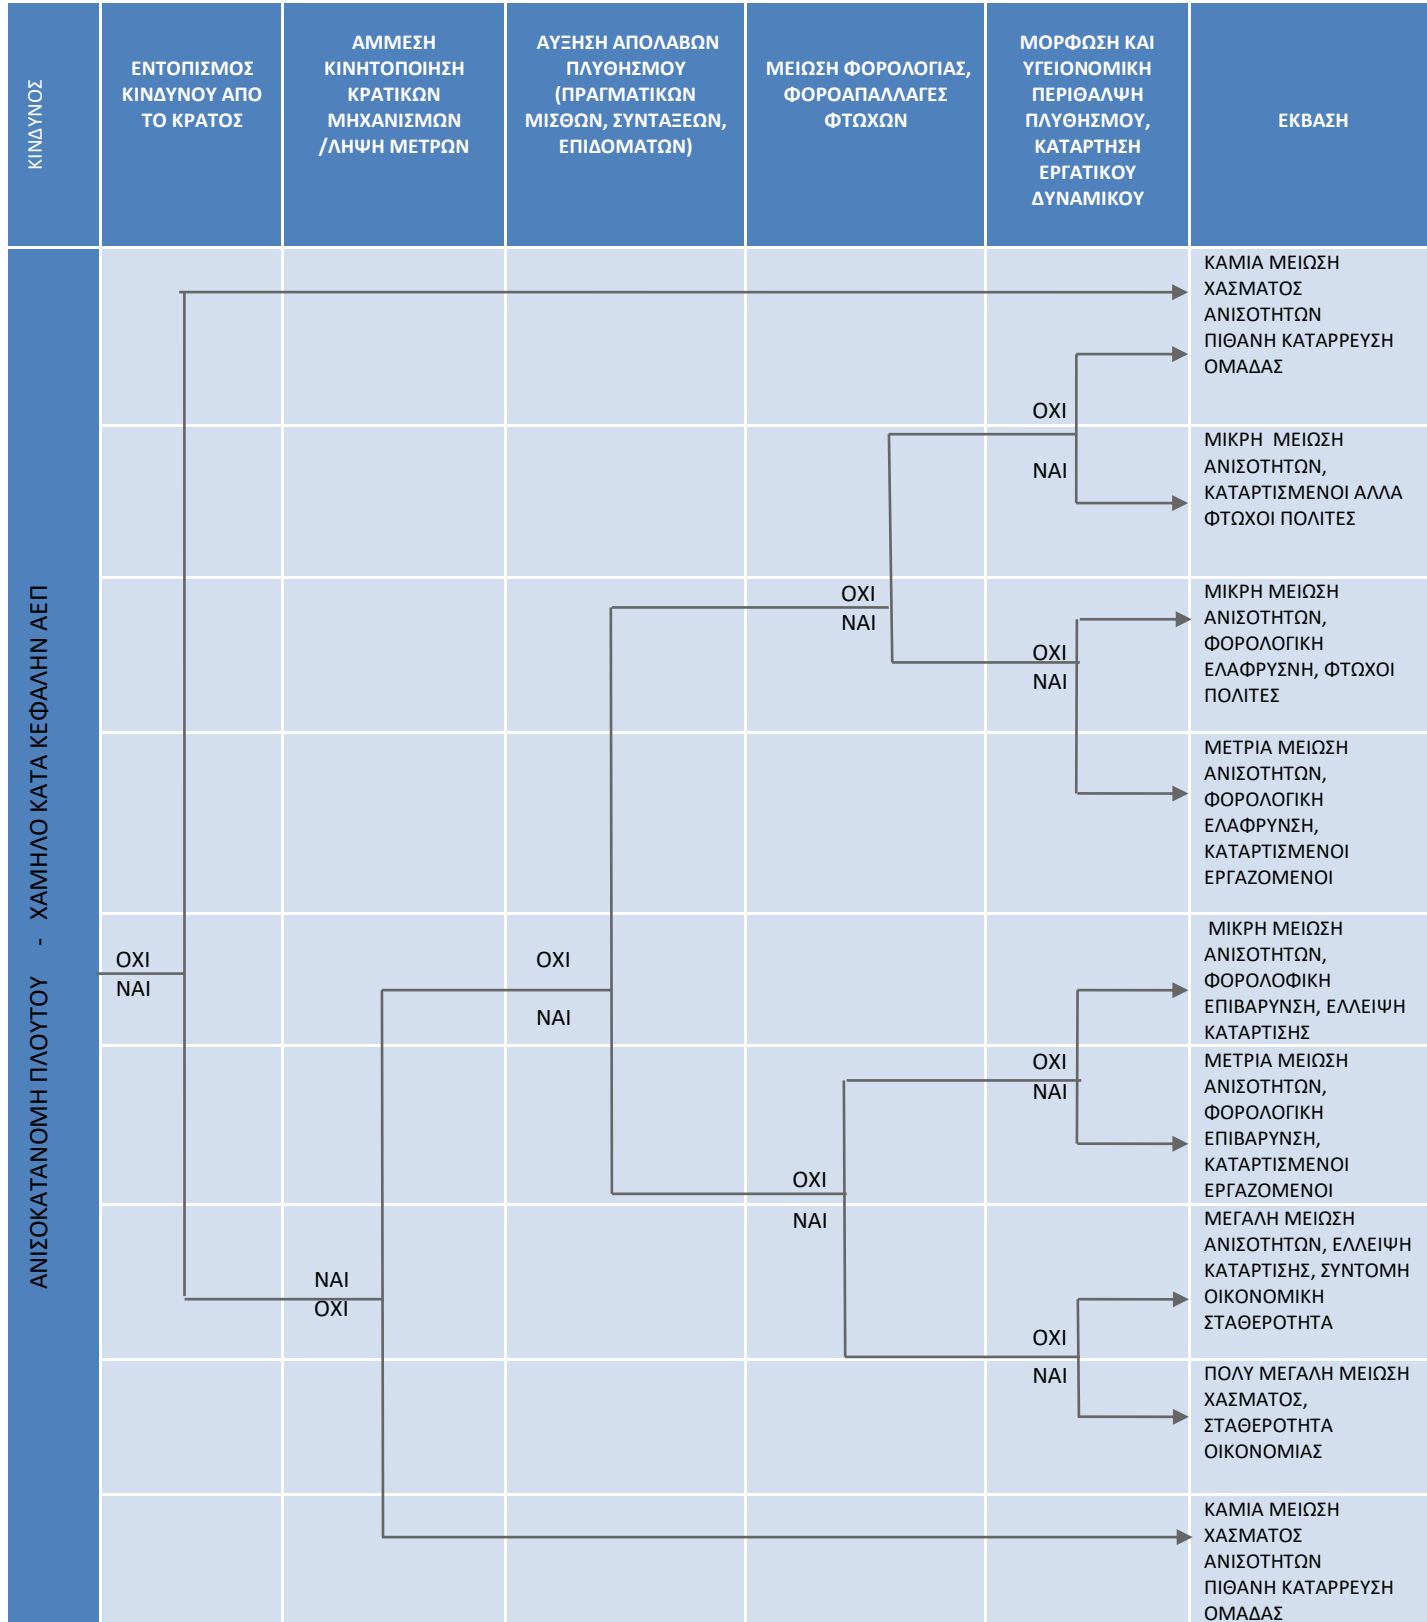 ΚΙΝΔΥΝΟΣ
ΕΝΤΟΠΙΣΜΟΣ
ΚΙΝΔΥΝΟΥ ΑΠΟ
ΤΟ ΚΡΑΤΟΣ
ΑΜΜΕΣΗ
ΚΙΝΗΤΟΠΟΙΗΣΗ
ΚΡΑΤΙΚΩΝ
ΜΗΧΑΝΙΣΜΩΝ
/ΛΗΨΗ ΜΕΤΡΩΝ
ΑΥΞΗΣΗ ΑΠΟΛΑΒΩΝ
ΠΛΥΘΗΣΜΟΥ
(ΠΡΑΓΜΑΤΙΚΩΝ
ΜΙΣΘΩΝ, ΣΥΝΤΑΞΕΩΝ,
ΕΠΙΔΟΜΑΤΩΝ)
ΜΕΙΩΣΗ ΦΟΡΟΛΟΓΙΑΣ,
ΦΟΡΟΑΠΑΛΛΑΓΕΣ
ΦΤΩΧΩΝ
ΜΟΡΦΩΣΗ ΚΑΙ
ΥΓΕΙΟΝΟΜΙΚΗ
ΠΕΡΙΘΑΛΨΗ
ΠΛΥΘΗΣΜΟΥ,
ΚΑΤΑΡΤΗΣΗ
ΕΡΓΑΤΙΚΟΥ
ΔΥΝΑΜΙΚΟΥ
ΕΚΒΑΣΗ
ΑΝΙΣΟΚΑΤΑΝΟΜΗ ΠΛΟΥΤΟΥ - ΧΑΜΗΛΟ ΚΑΤΑ ΚΕΦΑΛΗΝ ΑΕΠ
ΚΑΜΙΑ ΜΕΙΩΣΗ
ΧΑΣΜΑΤΟΣ
ΑΝΙΣΟΤΗΤΩΝ
ΠΙΘΑΝΗ ΚΑΤΑΡΡΕΥΣΗ
ΟΜΑΔΑΣ
ΟΧΙ
ΝΑΙ
ΜΙΚΡΗ ΜΕΙΩΣΗ
ΑΝΙΣΟΤΗΤΩΝ,
ΚΑΤΑΡΤΙΣΜΕΝΟΙ ΑΛΛΑ
ΦΤΩΧΟΙ ΠΟΛΙΤΕΣ
ΟΧΙ
ΝΑΙ
ΟΧΙ
ΝΑΙ
ΜΙΚΡΗ ΜΕΙΩΣΗ
ΑΝΙΣΟΤΗΤΩΝ,
ΦΟΡΟΛΟΓΙΚΗ
ΕΛΑΦΡΥΣΝΗ, ΦΤΩΧΟΙ
ΠΟΛΙΤΕΣ
ΜΕΤΡΙΑ ΜΕΙΩΣΗ
ΑΝΙΣΟΤΗΤΩΝ,
ΦΟΡΟΛΟΓΙΚΗ
ΕΛΑΦΡΥΝΣΗ,
ΚΑΤΑΡΤΙΣΜΕΝΟΙ
ΕΡΓΑΖΟΜΕΝΟΙ
ΟΧΙ
ΝΑΙ
ΟΧΙ
ΝΑΙ
ΜΙΚΡΗ ΜΕΙΩΣΗ
ΑΝΙΣΟΤΗΤΩΝ,
ΦΟΡΟΛΟΦΙΚΗ
ΕΠΙΒΑΡΥΝΣΗ, ΕΛΛΕΙΨΗ
ΚΑΤΑΡΤΙΣΗΣ
ΟΧΙ
ΝΑΙ
ΜΕΤΡΙΑ ΜΕΙΩΣΗ
ΑΝΙΣΟΤΗΤΩΝ,
ΦΟΡΟΛΟΓΙΚΗ
ΕΠΙΒΑΡΥΝΣΗ,
ΚΑΤΑΡΤΙΣΜΕΝΟΙ
ΕΡΓΑΖΟΜΕΝΟΙ
ΟΧΙ
ΝΑΙ
ΝΑΙ
ΟΧΙ
ΜΕΓΑΛΗ ΜΕΙΩΣΗ
ΑΝΙΣΟΤΗΤΩΝ, ΕΛΛΕΙΨΗ
ΚΑΤΑΡΤΙΣΗΣ, ΣΥΝΤΟΜΗ
ΟΙΚΟΝΟΜΙΚΗ
ΣΤΑΘΕΡΟΤΗΤΑ
ΟΧΙ
ΝΑΙ
ΠΟΛΥ ΜΕΓΑΛΗ ΜΕΙΩΣΗ
ΧΑΣΜΑΤΟΣ,
ΣΤΑΘΕΡΟΤΗΤΑ
ΟΙΚΟΝΟΜΙΑΣ
ΚΑΜΙΑ ΜΕΙΩΣΗ
ΧΑΣΜΑΤΟΣ
ΑΝΙΣΟΤΗΤΩΝ
ΠΙΘΑΝΗ ΚΑΤΑΡΡΕΥΣΗ
ΟΜΑΔΑΣ